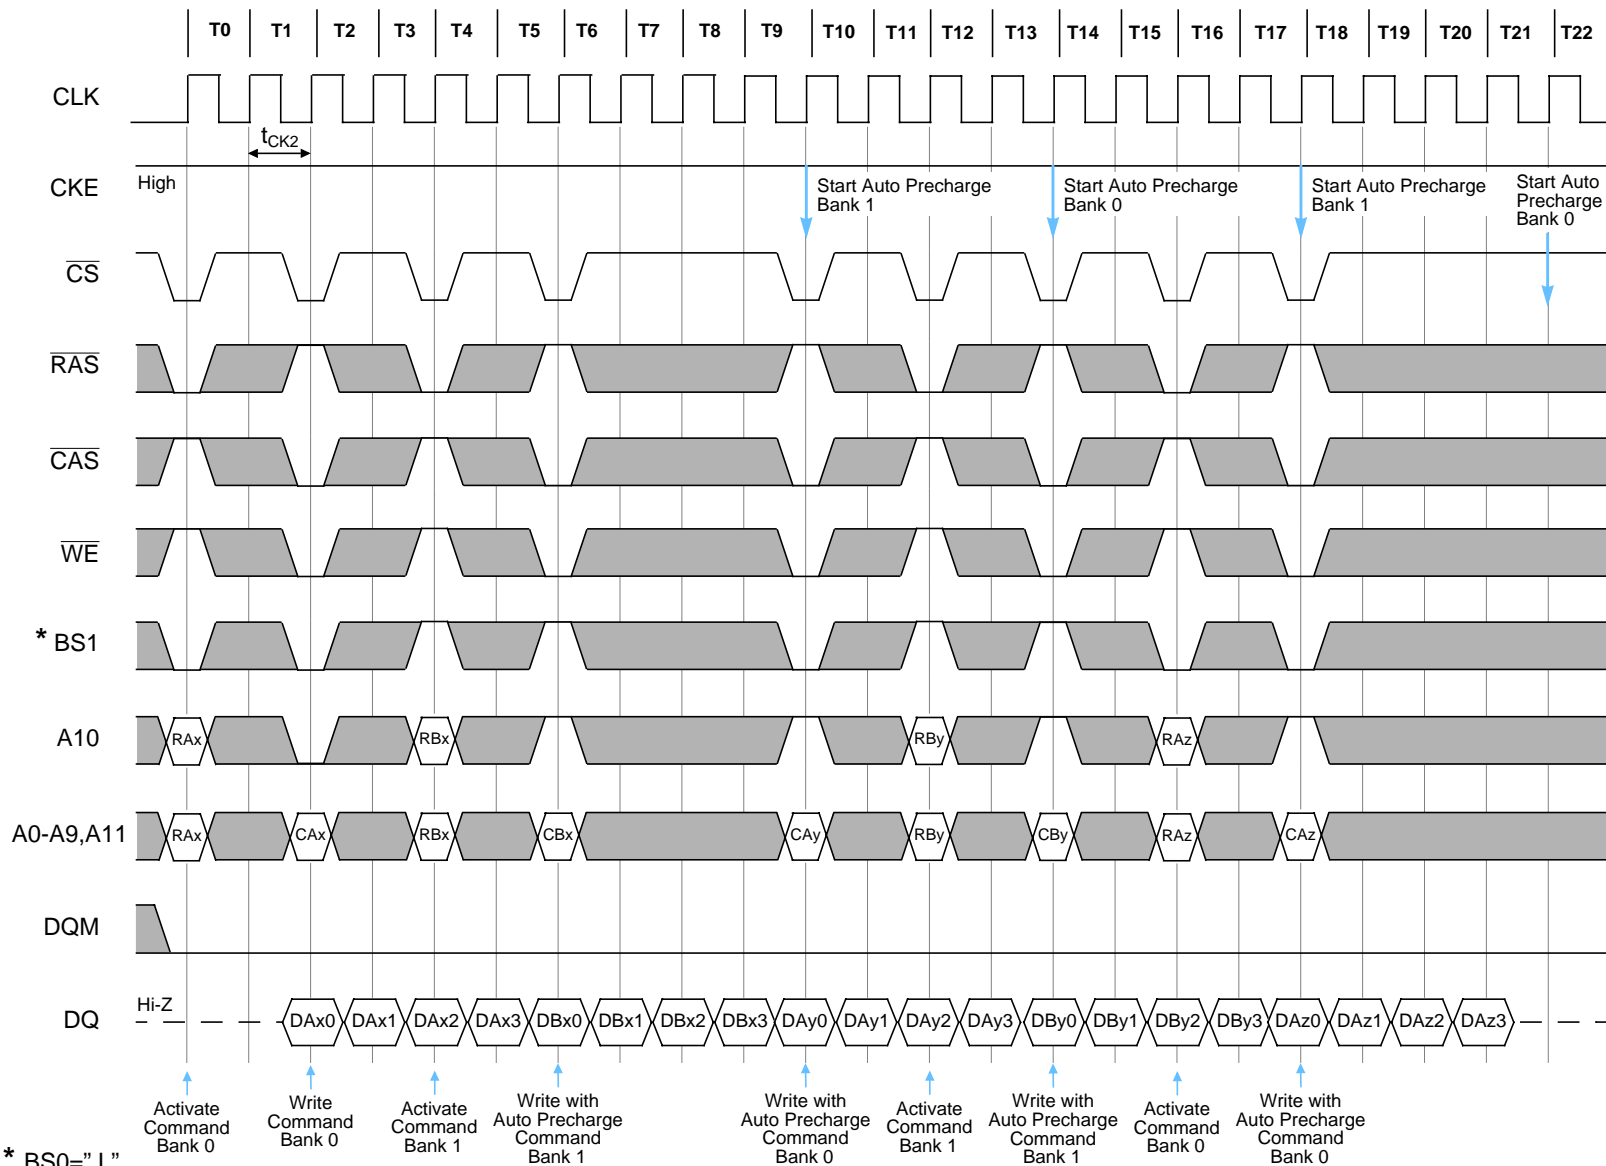 T0 T1 T2 T3 T4 T5 T6 T7 T8 T9 T10 T11 T12 T13 T14 T15 T16 T17 T18 T19 T20 T21 T22
CLK
tCK2
CKE
High
Start Auto Precharge
Bank 1
Start Auto Precharge
Bank 0
Start Auto Precharge
Bank 1
Start Auto
Precharge
Bank 0
CS
RAS
CAS
WE
* BS1
A10 RAx RBx RBy RAz
A0-A9,A11 RAx CAx RBx CBx CAy RBy CBy RAz CAz
DQM
DQ
Hi-Z
DAx0 DAx1 DAx2 DAx3 DBx0 DBx1 DBx2 DBx3 DAy0 DAy1 DAy2 DAy3 DBy0 DBy1 DBy2 DBy3 DAz0 DAz1 DAz2 DAz3
Activate
Command
Bank 0
Write
Command
Bank 0
Activate
Command
Bank 1
Write with
Auto Precharge
Command
Bank 1
Write with
Auto Precharge
Command
Bank 0
Activate
Command
Bank 1
Write with
Auto Precharge
Command
Bank 1
Activate
Command
Bank 0
Write with
Auto Precharge
Command
Bank 0
* BS0=”L”